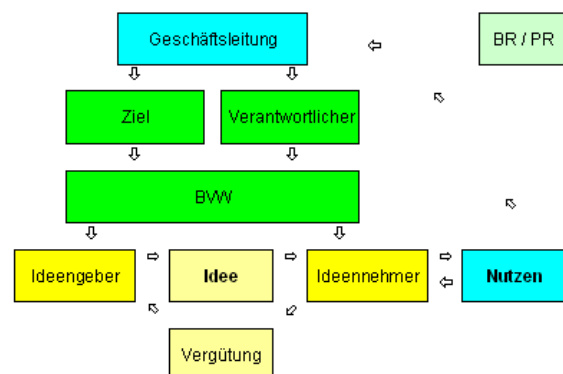 Geschäftsleitung
BR / PR
Ziel
Verantwortlicher
BVW
Ideengeber
Idee
Ideennehmer
Nutzen
Vergütung